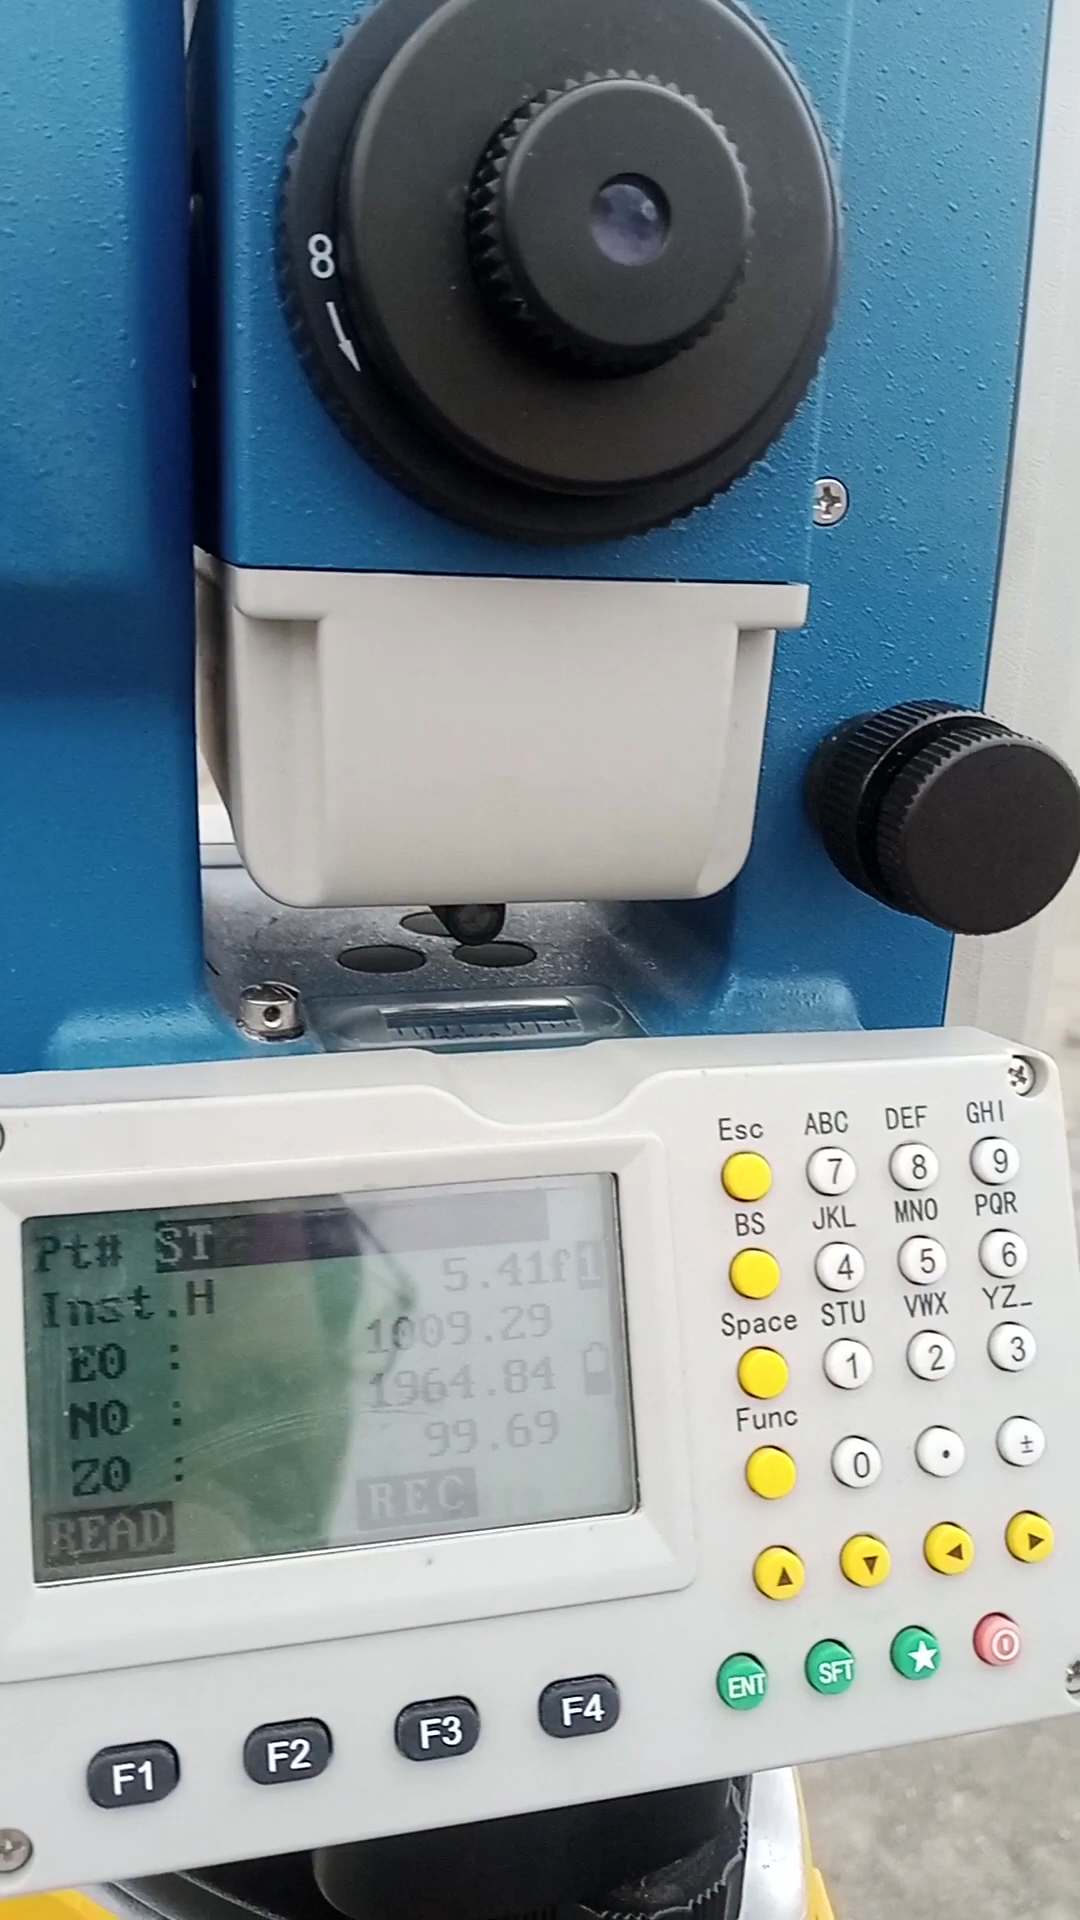 8
Pt# ST
Inst.H 5.41f 1
E0 : 1009.29
N0 : 1964.84
Z0 : 99.69
READ REC
Esc ABC DEF GHI
7 8 9
BS JKL MNO PQR
4 5 6
Space STU VWX YZ_
1 2 3
Func
0 • ±
ENT SFT
F1 F2 F3 F4